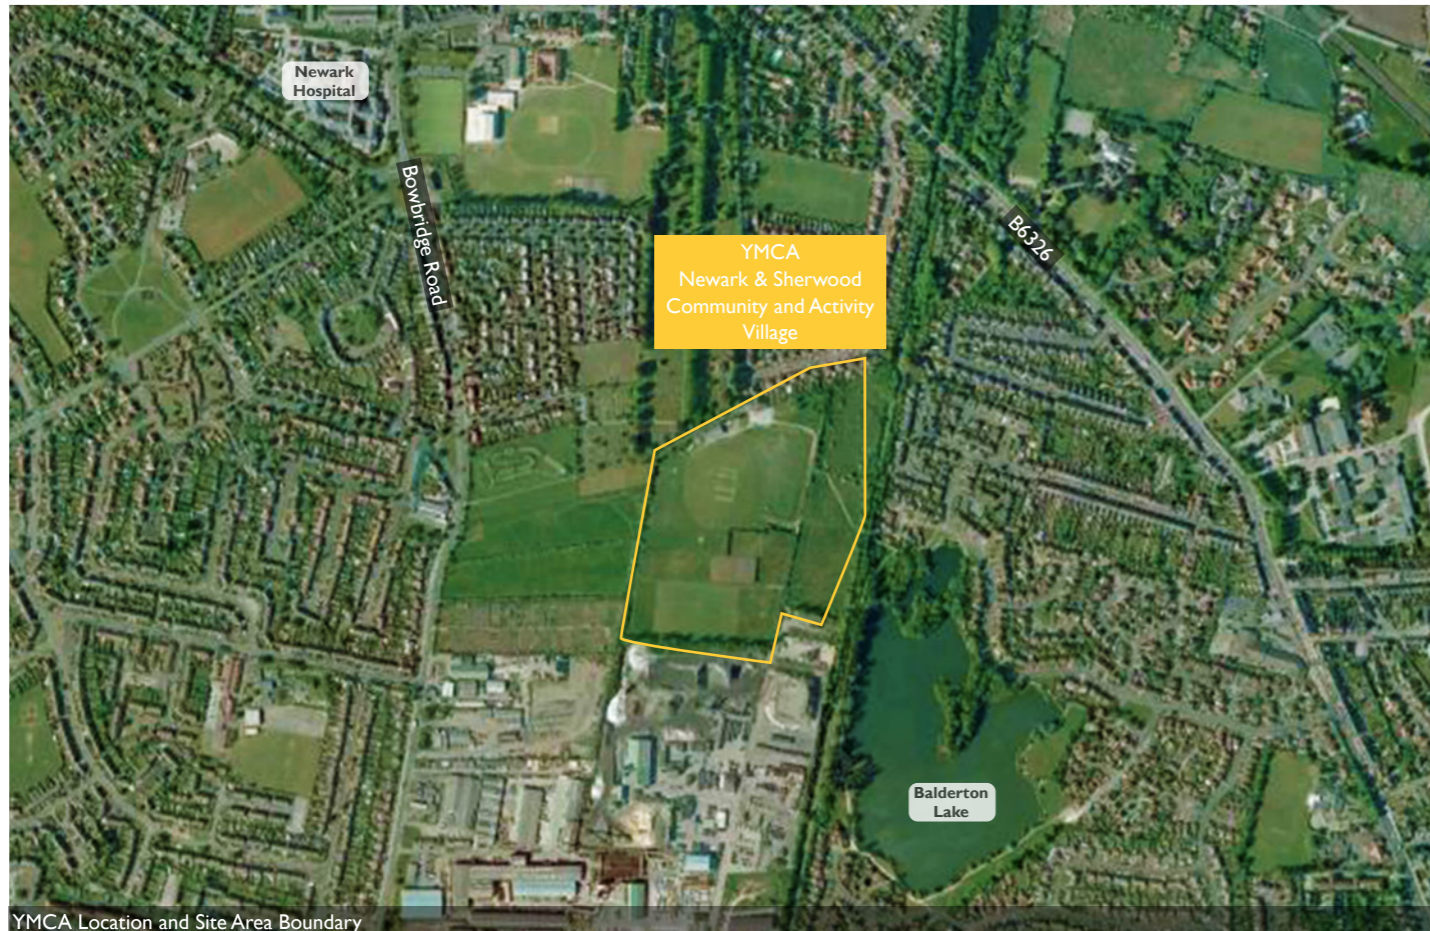 Newark
Hospital
Bowbridge Road
B6326
YMCA
Newark & Sherwood
Community and Activity
Village
Balderton
Lake
YMCA Location and Site Area Boundary